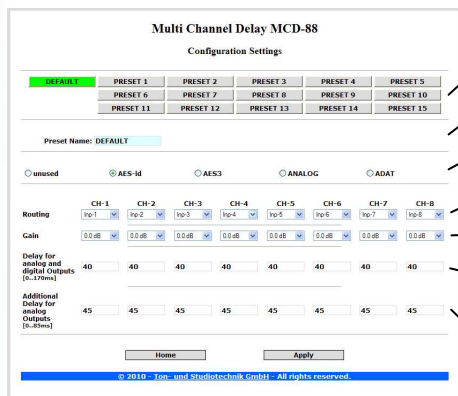 Multi Channel Delay MCD-88
Configuration Settings
DEFAULT PRESET 1 PRESET 2 PRESET 3 PRESET 4 PRESET 5
PRESET 6 PRESET 7 PRESET 8 PRESET 9 PRESET 10
PRESET 11 PRESET 12 PRESET 13 PRESET 14 PRESET 15
Preset Name: DEFAULT
unused AES-id AES3 ANALOG ADAT
CH-1 CH-2 CH-3 CH-4 CH-5 CH-6 CH-7 CH-8
Routing Inp-1 Inp-2 Inp-3 Inp-4 Inp-5 Inp-6 Inp-7 Inp-8
Gain 0.0 dB 0.0 dB 0.0 dB 0.0 dB 0.0 dB 0.0 dB 0.0 dB 0.0 dB
Delay for
analog and
digital Outputs
[0..170ms]
40 40 40 40 40 40 40 40
Additional
Delay for
analog
Outputs
[0..85ms]
45 45 45 45 45 45 45 45
Home Apply
© 2010 - Ton- und Studiotechnik GmbH - All rights reserved.